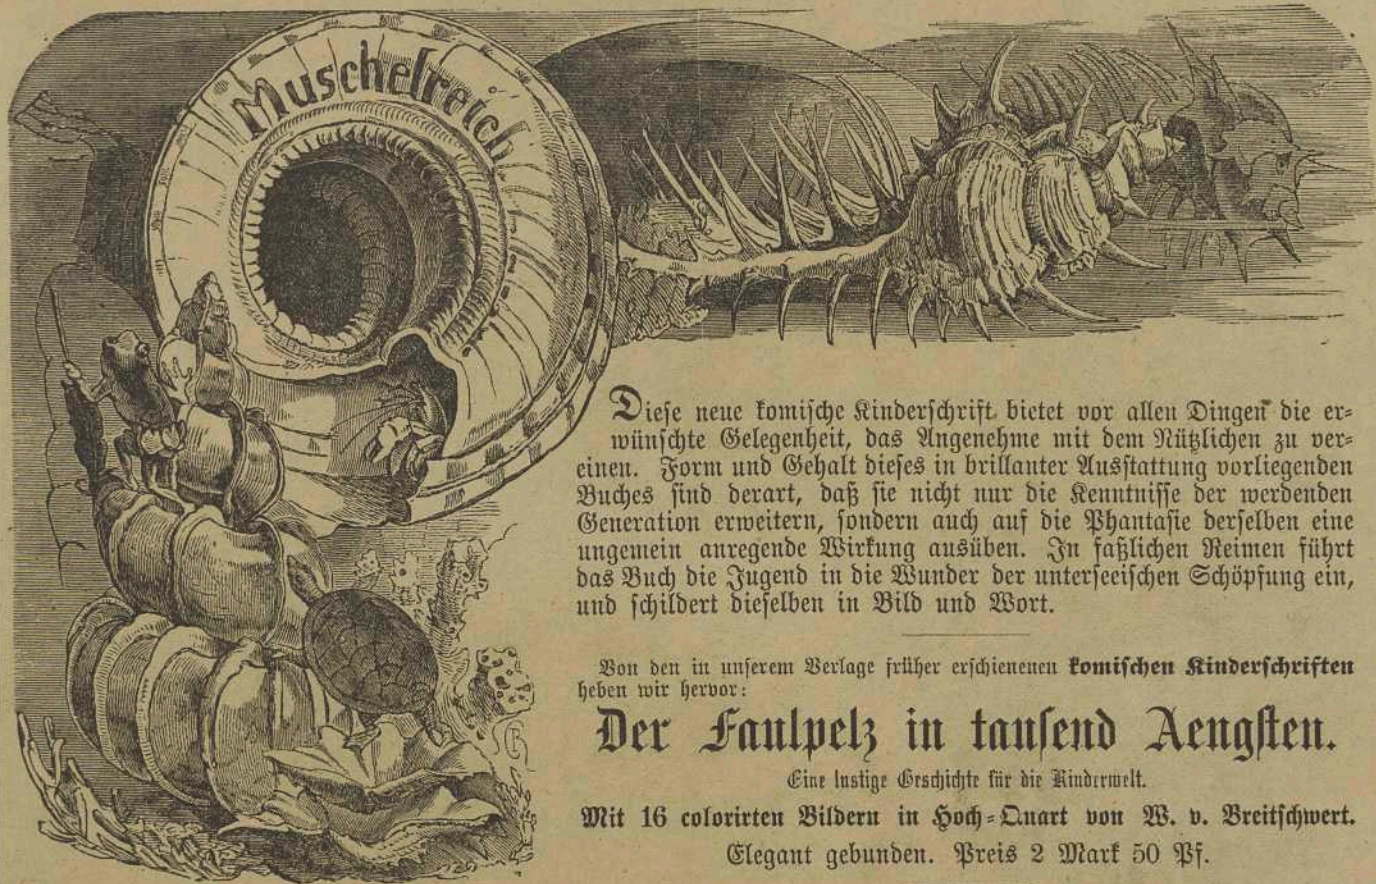 Muschelreich.
Diese neue komische Kinderschrift bietet vor allen Dingen die er-
wünschte Gelegenheit, das Angenehme mit dem Nützlichen zu ver-
einen. Form und Gehalt dieses in brillanter Ausstattung vorliegenden
Buches sind derart, daß sie nicht nur die Kenntnisse der werdenden
Generation erweitern, sondern auch auf die Phantasie derselben eine
ungemein anregende Wirkung ausüben. In faßlichen Reimen führt
das Buch die Jugend in die Wunder der unterseeischen Schöpfung ein,
und schildert dieselben in Bild und Wort.
Von den in unserem Verlage früher erschienenen komischen Kinderschriften
heben wir hervor:
Der Faulpelz in tausend Aengsten.
Eine lustige Geschichte für die Kinderwelt.
Mit 16 colorirten Bildern in Hoch-Quart von W. v. Breitschwert.
Elegant gebunden. Preis 2 Mark 50 Pf.